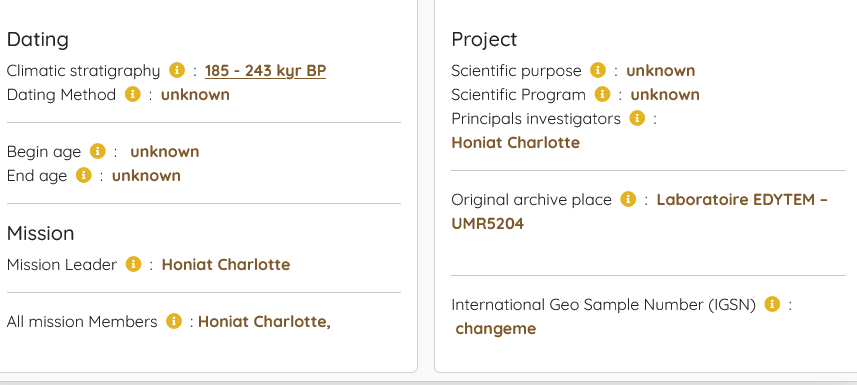 Dating
Climatic stratigraphy : 185 - 243 kyr BP
Dating Method : unknown
Begin age : unknown
End age : unknown
Mission
Mission Leader : Honiat Charlotte
All mission Members : Honiat Charlotte,
Project
Scientific purpose : unknown
Scientific Program : unknown
Principals investigators :
Honiat Charlotte
Original archive place : Laboratoire EDYTEM –
UMR5204
International Geo Sample Number (IGSN) :
changeme